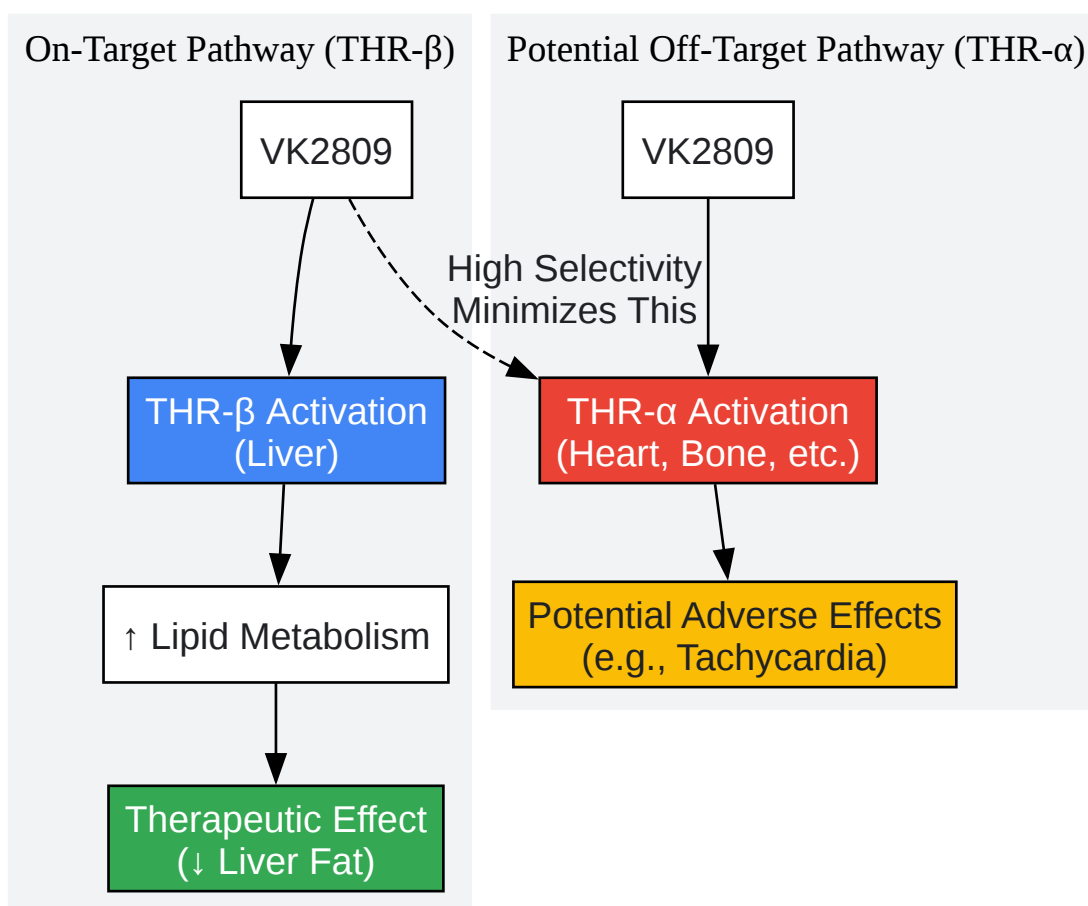 On-Target Pathway (THR-β)
VK2809
THR-β Activation
(Liver)
↑ Lipid Metabolism
Therapeutic Effect
(↓ Liver Fat)
Potential Off-Target Pathway (THR-α)
VK2809
High Selectivity
Minimizes This
THR-α Activation
(Heart, Bone, etc.)
Potential Adverse Effects
(e.g., Tachycardia)